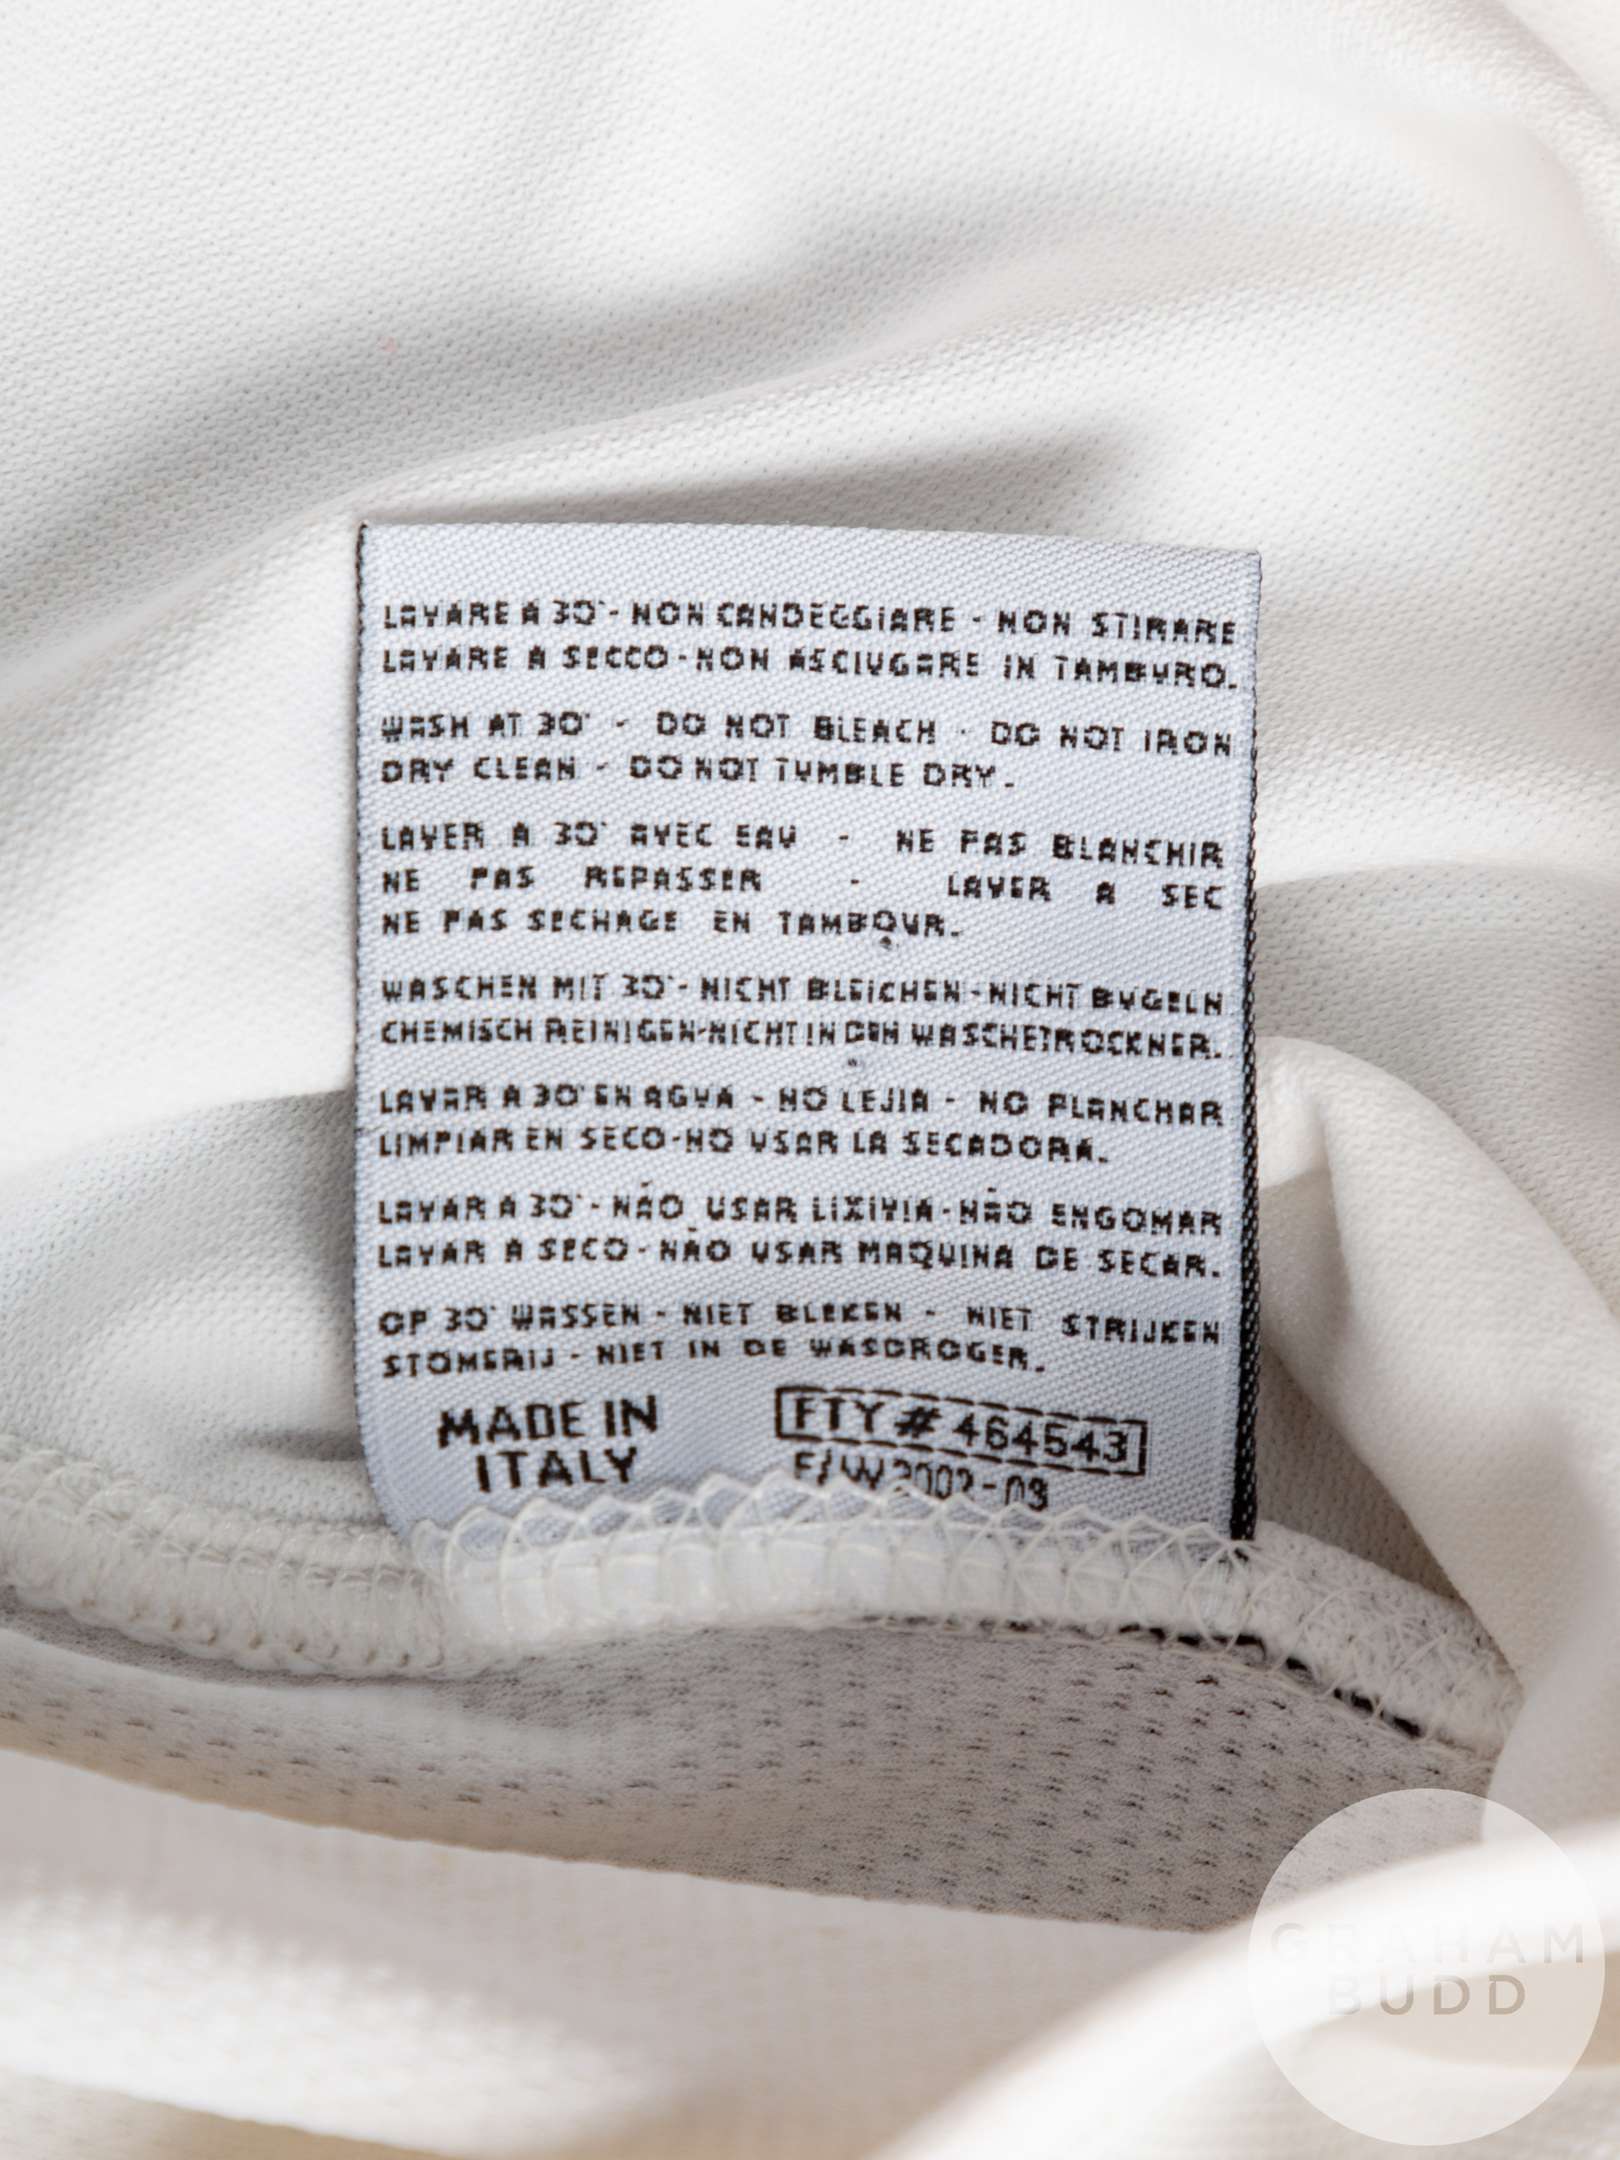 LAVARE A 30°- NON CANDEGGIARE - NON STIRARE
LAVARE A SECCO - NON ASCIUGARE IN TAMBURO.
WASH AT 30° - DO NOT BLEACH - DO NOT IRON
DRY CLEAN - DO NOT TUMBLE DRY.
LAVER A 30° AVEC EAU - NE PAS BLANCHIR
NE PAS REPASSER - LAVER A SEC
NE PAS SECHAGE EN TAMBOUR.
WASCHEN MIT 30°- NICHT BLEICHEN - NICHT BUGELN
CHEMISCH REINIGEN-NICHT IN DEN WASCHETROCKNER.
LAVAR A 30° EN AGUA - NO LEJIA - NO PLANCHAR
LIMPIAR EN SECO-NO USAR LA SECADORA.
LAVAR A 30°- NÃO USAR LIXIVIA - NÃO ENGOMAR
LAVAR A SECO - NÃO USAR MAQUINA DE SECAR.
OP 30° WASSEN - NIET BLEKEN - NIET STRIJKEN
STOMERIJ - NIET IN DE WASDROGER.
MADE IN
ITALY
FTY # 464543
F/W 2002-03
GRAHAM
BUDD